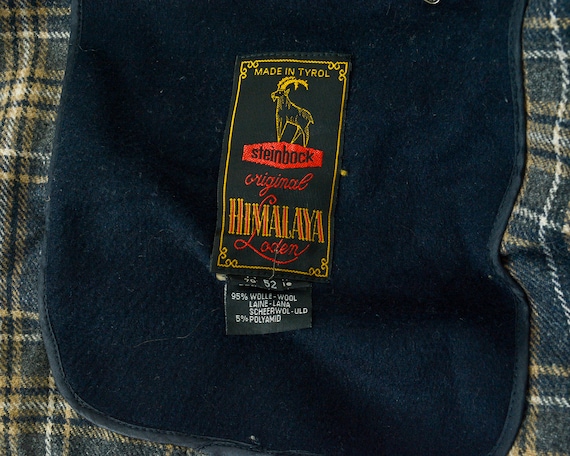 MADE IN TYROL
steinbock
original
HIMALAYA
Loden
52
95% WOLLE-WOOL
LAINE-LANA
SCHEERWOL-ULD
5% POLYAMID